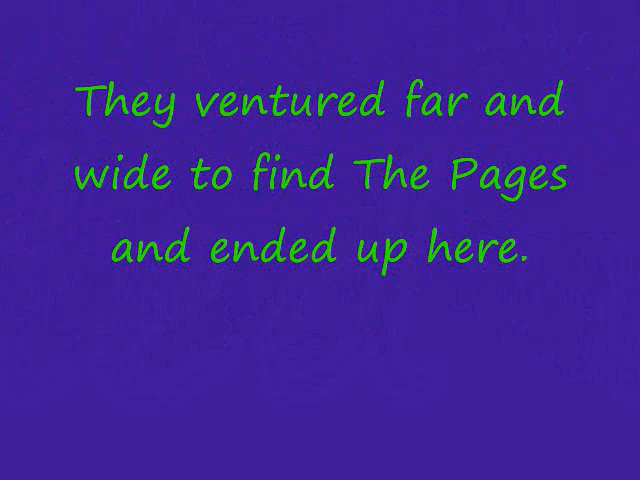 They ventured far and
wide to find The Pages
and ended up here.